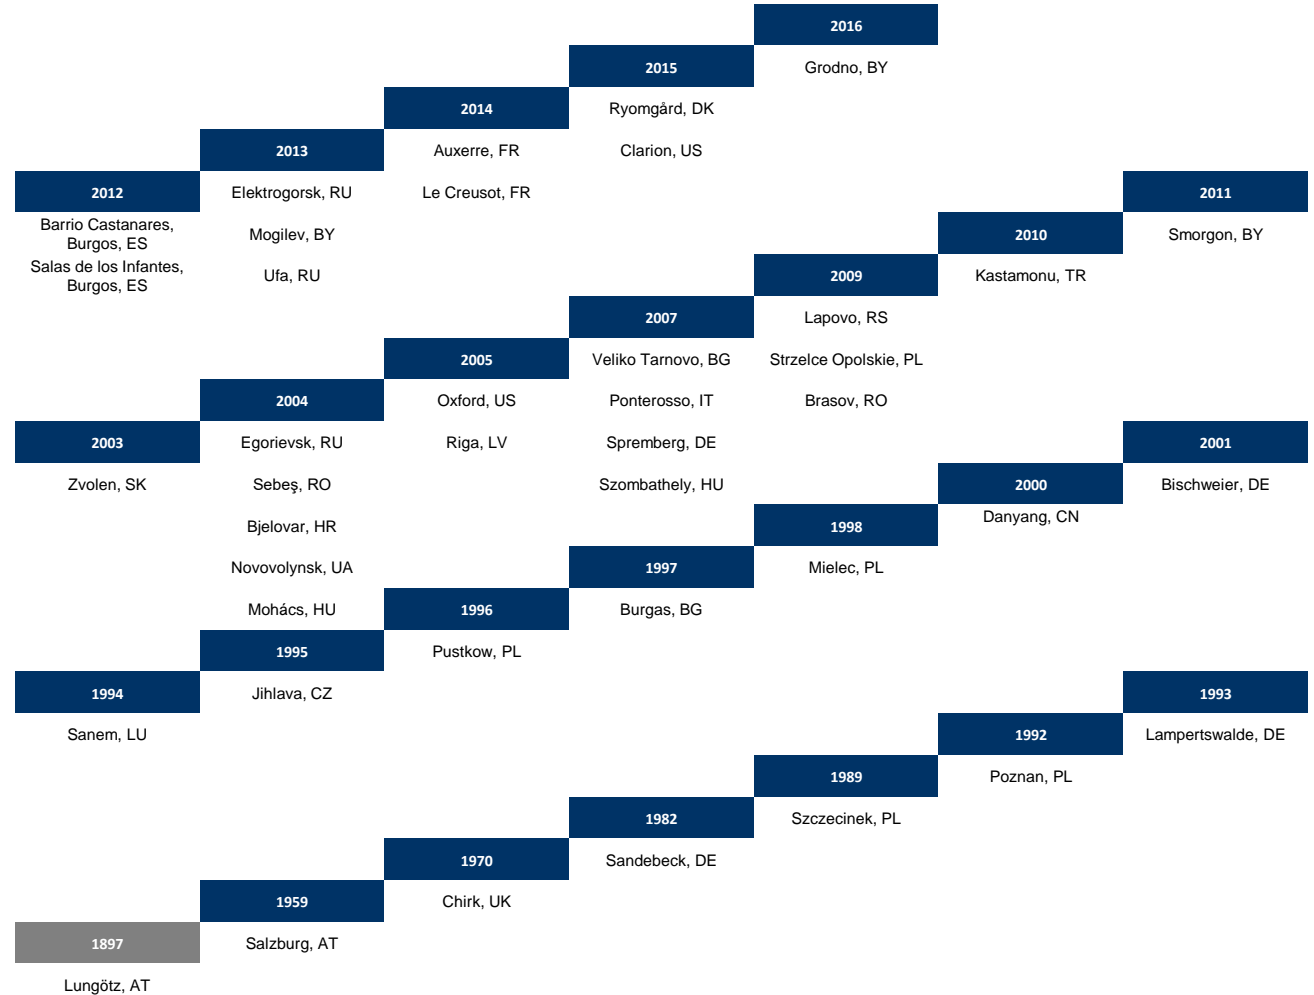 2016
Grodno, BY
2015
Ryomgård, DK
Clarion, US
2014
Auxerre, FR
Le Creusot, FR
2013
Elektrogorsk, RU
Mogilev, BY
Ufa, RU
2012
Barrio Castanares,
Burgos, ES
Salas de los Infantes,
Burgos, ES
2011
Smorgon, BY
2010
Kastamonu, TR
2009
Lapovo, RS
Strzelce Opolskie, PL
Brasov, RO
2007
Veliko Tarnovo, BG
Ponterosso, IT
Spremberg, DE
Szombathely, HU
2005
Oxford, US
Riga, LV
2004
Egorievsk, RU
Sebeş, RO
Bjelovar, HR
Novovolynsk, UA
Mohács, HU
2003
Zvolen, SK
2001
Bischweier, DE
2000
Danyang, CN
1998
Mielec, PL
1997
Burgas, BG
1996
Pustkow, PL
1995
Jihlava, CZ
1994
Sanem, LU
1993
Lampertswalde, DE
1992
Poznan, PL
1989
Szczecinek, PL
1982
Sandebeck, DE
1970
Chirk, UK
1959
Salzburg, AT
1897
Lungötz, AT